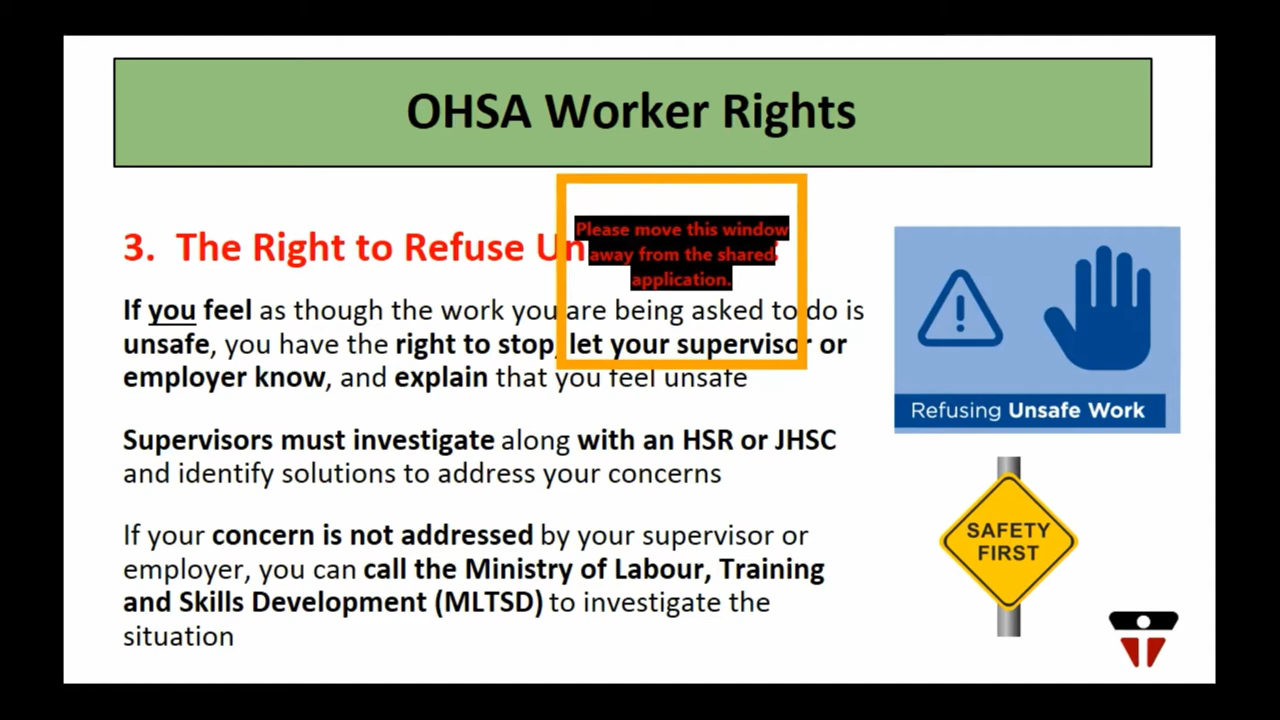 OHSA Worker Rights
3. The Right to Refuse Un
Please move this window
away from the shared
application.
If you feel as though the work you are being asked to do is
unsafe, you have the right to stop, let your supervisor or
employer know, and explain that you feel unsafe
Supervisors must investigate along with an HSR or JHSC
and identify solutions to address your concerns
If your concern is not addressed by your supervisor or
employer, you can call the Ministry of Labour, Training
and Skills Development (MLTSD) to investigate the
situation
Refusing Unsafe Work
SAFETY
FIRST